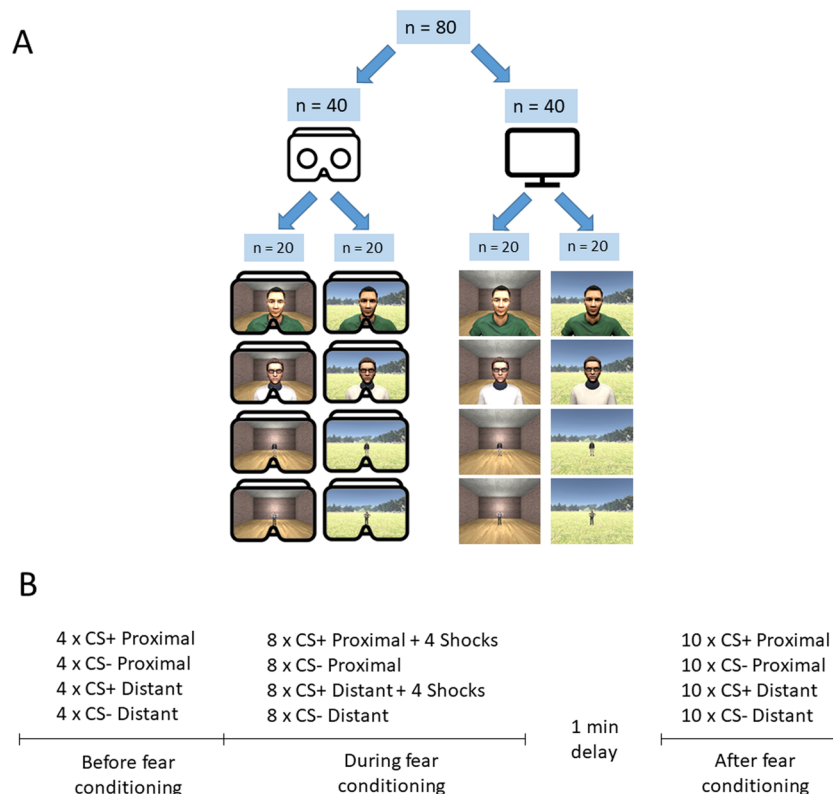 A
n = 80
n = 40
n = 40
n = 20
n = 20
n = 20
n = 20
B
4 x CS+ Proximal
4 x CS- Proximal
4 x CS+ Distant
4 x CS- Distant
8 x CS+ Proximal + 4 Shocks
8 x CS- Proximal
8 x CS+ Distant + 4 Shocks
8 x CS- Distant
1 min
delay
10 x CS+ Proximal
10 x CS- Proximal
10 x CS+ Distant
10 x CS- Distant
Before fear
conditioning
During fear
conditioning
After fear
conditioning